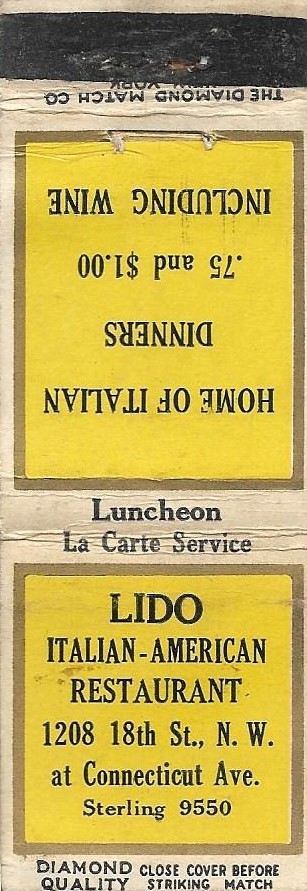 THE DIAMOND MATCH CO
NEW YORK
HOME OF ITALIAN
DINNERS
.75 and $1.00
INCLUDING WINE
Luncheon
La Carte Service
LIDO
ITALIAN-AMERICAN
RESTAURANT
1208 18th St., N. W.
at Connecticut Ave.
Sterling 9550
DIAMOND QUALITY
CLOSE COVER BEFORE
STRIKING MATCH